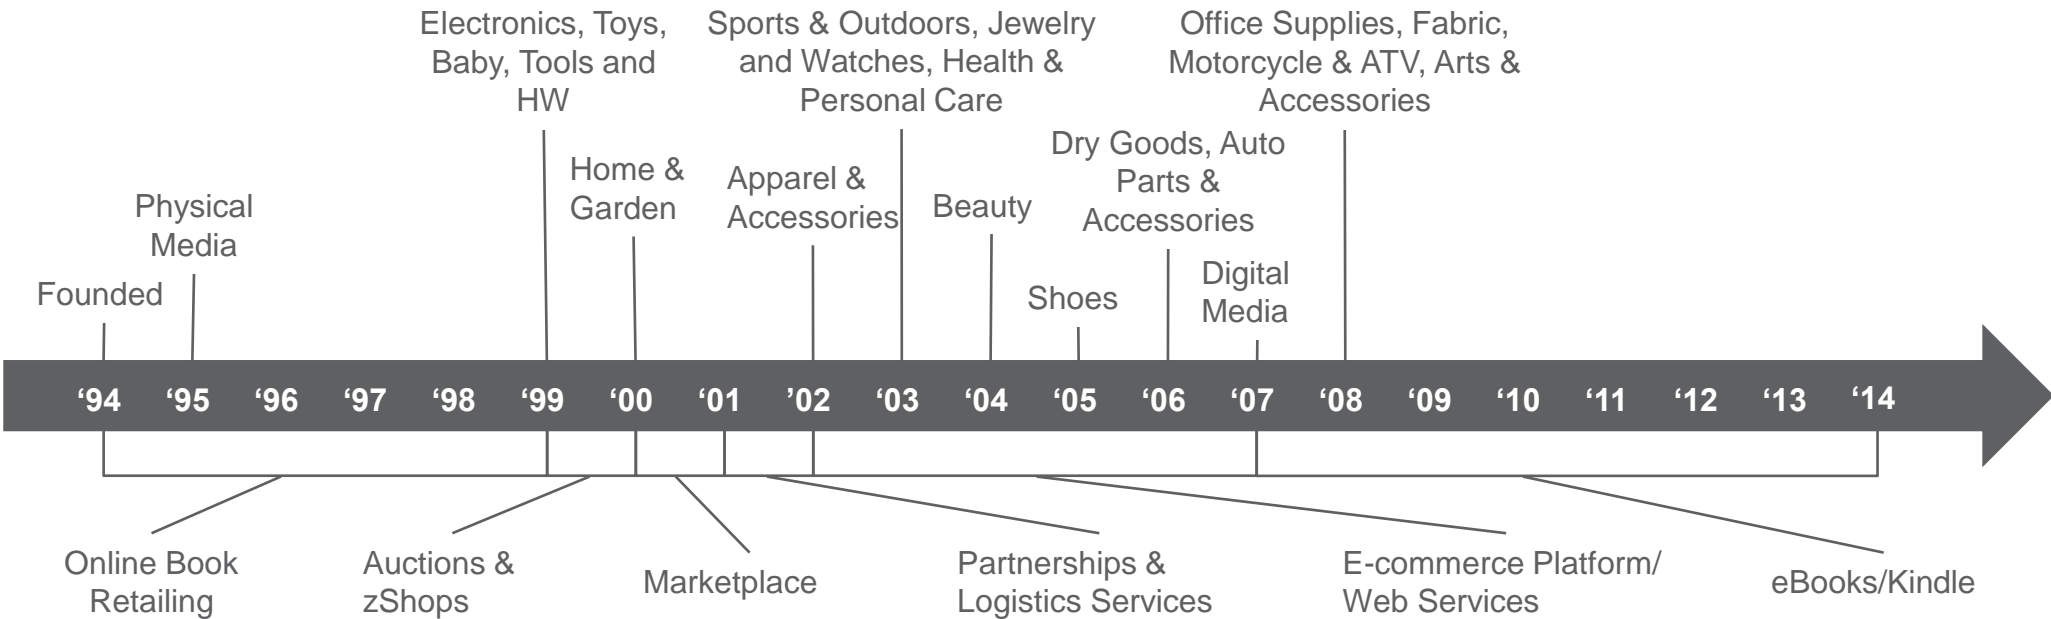 Electronics, Toys,
Baby, Tools and
HW
Sports & Outdoors, Jewelry
and Watches, Health &
Personal Care
Office Supplies, Fabric,
Motorcycle & ATV, Arts &
Accessories
Founded
Physical
Media
Home &
Garden
Apparel &
Accessories
Beauty
Shoes
Dry Goods, Auto
Parts &
Accessories
Digital
Media
‘94 ‘95 ‘96 ‘97 ‘98 ‘99 ‘00 ‘01 ’02 ‘03 ‘04 ‘05 ‘06 ‘07 ‘08 ‘09 ‘10 ‘11 ‘12 ‘13 ‘14
Online Book
Retailing
Auctions &
zShops
Marketplace
Partnerships &
Logistics Services
E-commerce Platform/
Web Services
eBooks/Kindle